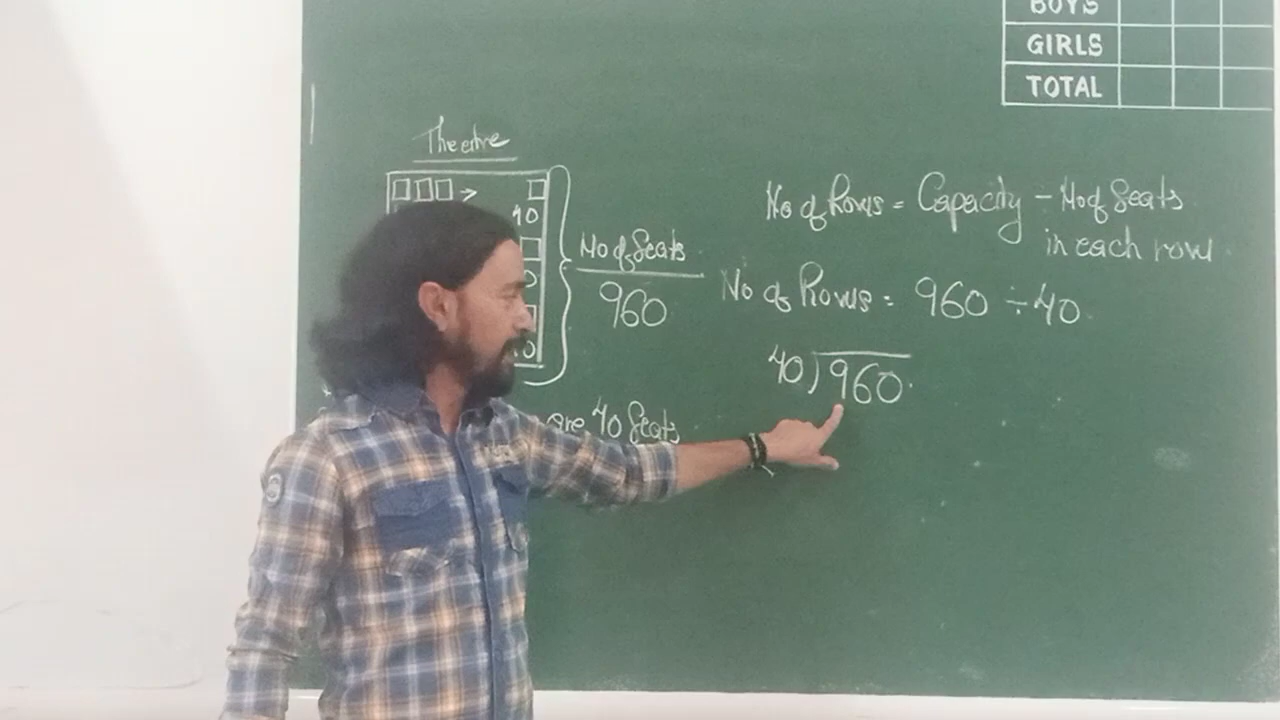 BOYS
GIRLS
TOTAL
Theatre
40
No of Seats
960
are 40 Seats
No of Rows = Capacity - No of Seats
in each row
No of Rows = 960 ÷ 40
40)960